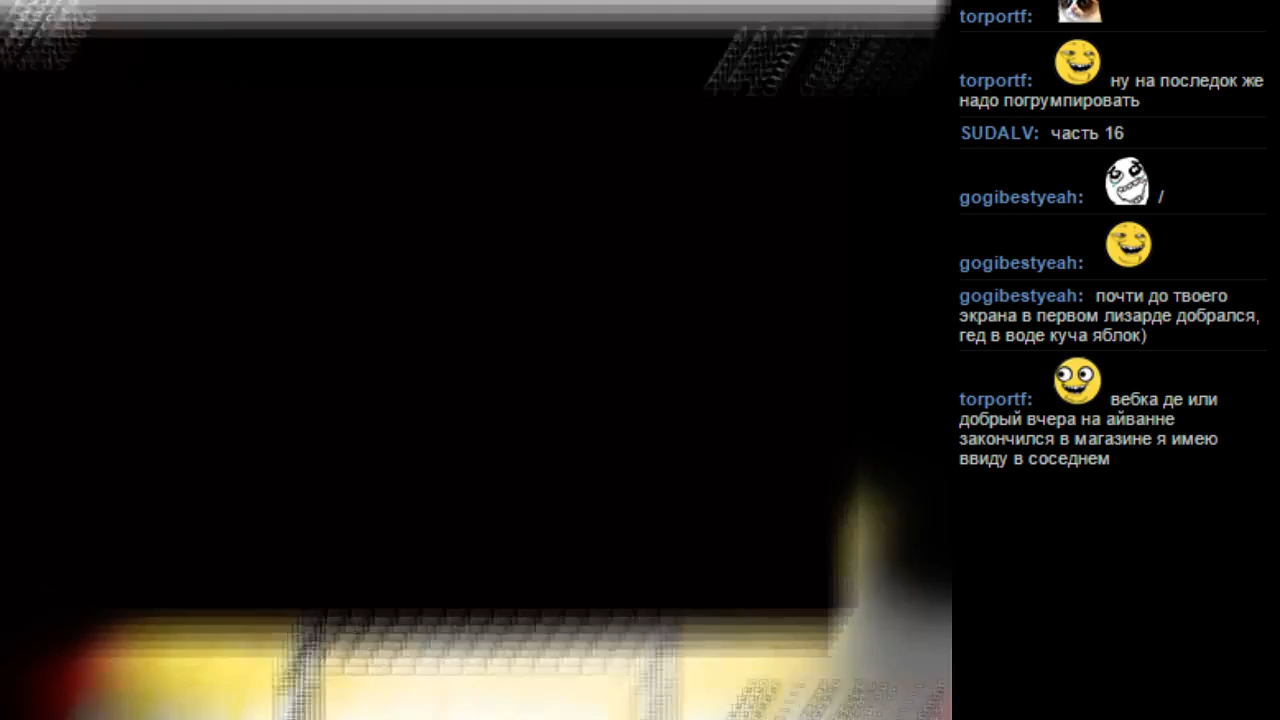 torportf:
torportf: ну на последок же
надо погрумпировать
SUDALV: часть 16
gogibestyeah: /
gogibestyeah:
gogibestyeah: почти до твоего
экрана в первом лизарде добрался,
гед в воде куча яблок)
torportf: вебка де или
добрый вчера на айванне
закончился в магазине я имею
ввиду в соседнем